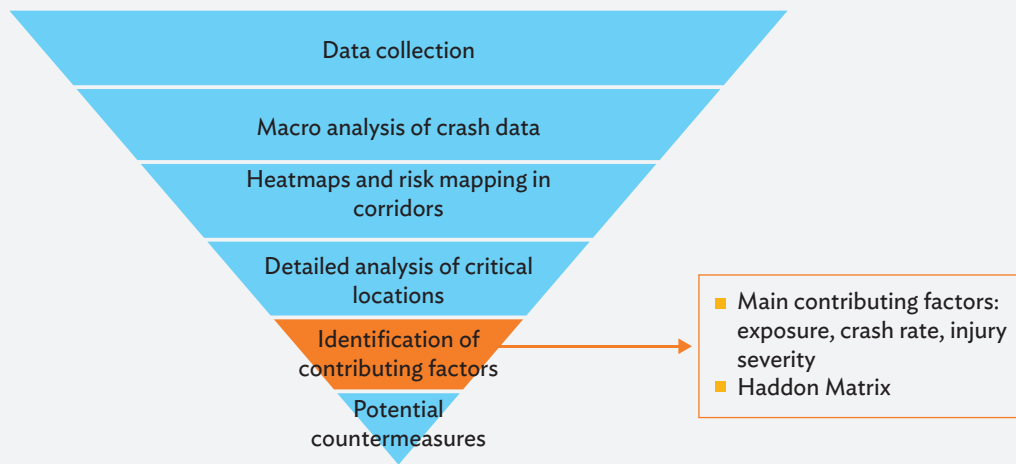 Data collection
Macro analysis of crash data
Heatmaps and risk mapping in
corridors
Detailed analysis of critical
locations
Identification of
contributing factors
Potential
countermeasures
Main contributing factors:
exposure, crash rate, injury
severity
Haddon Matrix